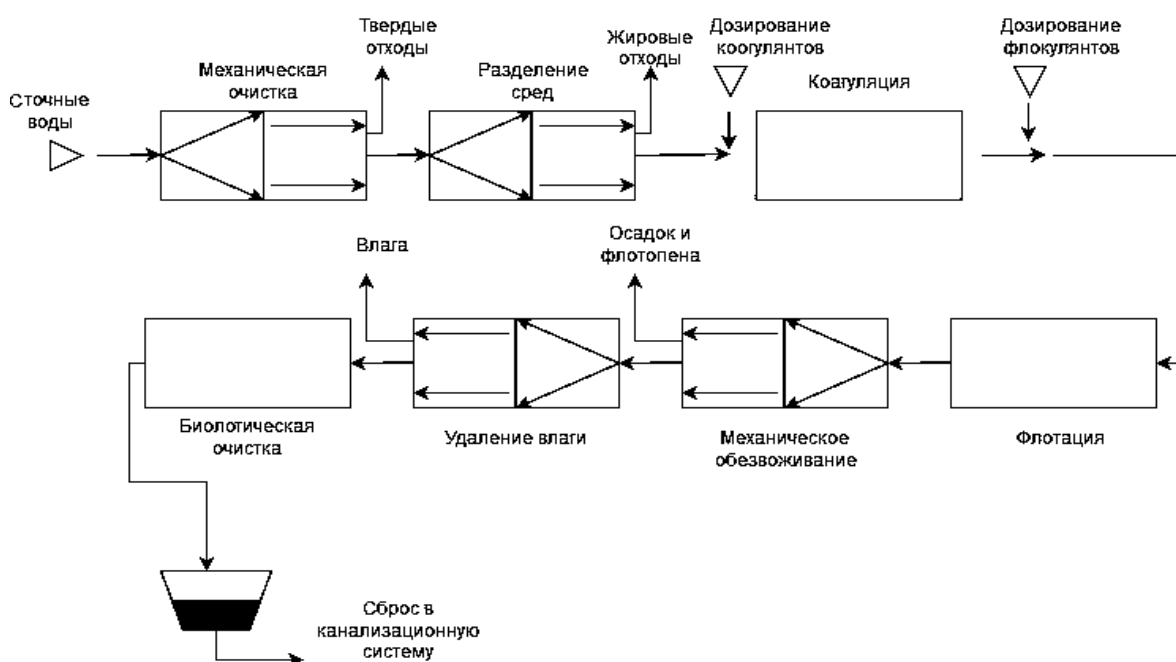 Сточные
воды
Механическая
очистка
Твердые
отходы
Разделение
сред
Жировые
отходы
Дозирование
коогулянтов
Коагуляция
Дозирование
флокулянтов
Влага
Осадок и
флотопена
Биолотическая
очистка
Удаление влаги
Механическое
обезвоживание
Флотация
Сброс в
канализационную
систему